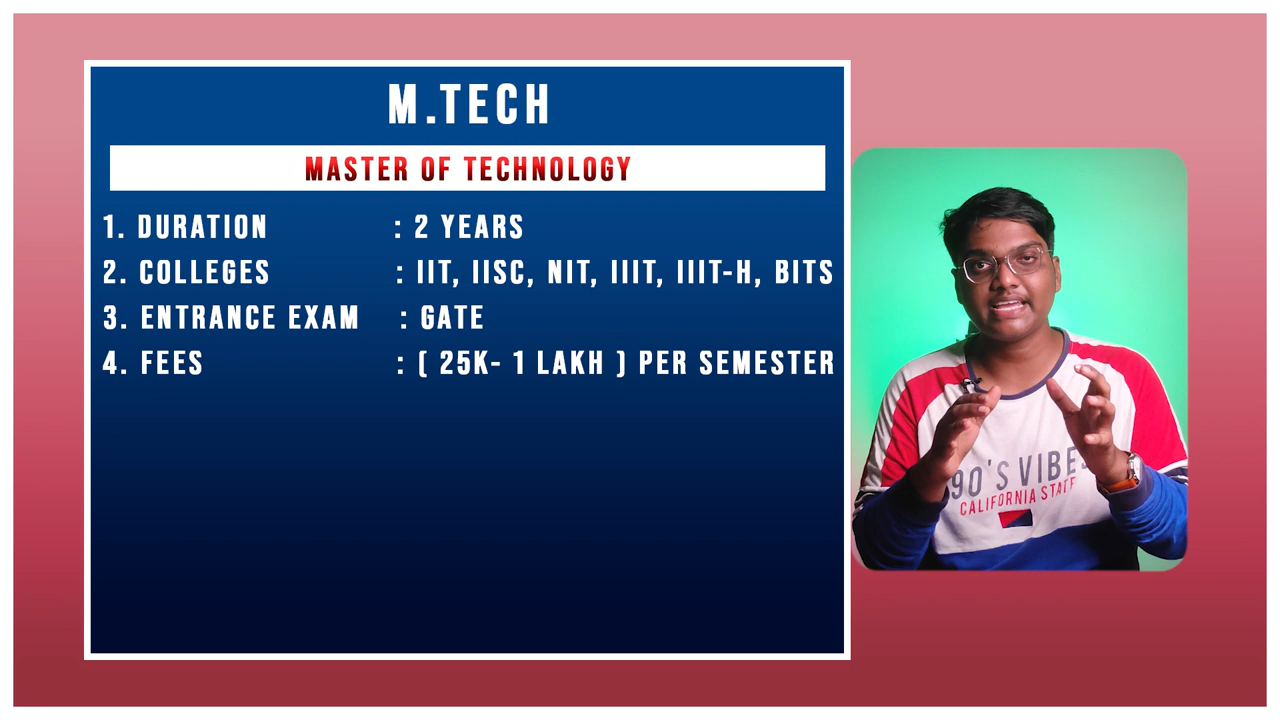 M.TECH
MASTER OF TECHNOLOGY
1. DURATION : 2 YEARS
2. COLLEGES : IIT, IISC, NIT, IIIT, IIIT-H, BITS
3. ENTRANCE EXAM : GATE
4. FEES : ( 25K- 1 LAKH ) PER SEMESTER
90'S VIBES
CALIFORNIA STATE